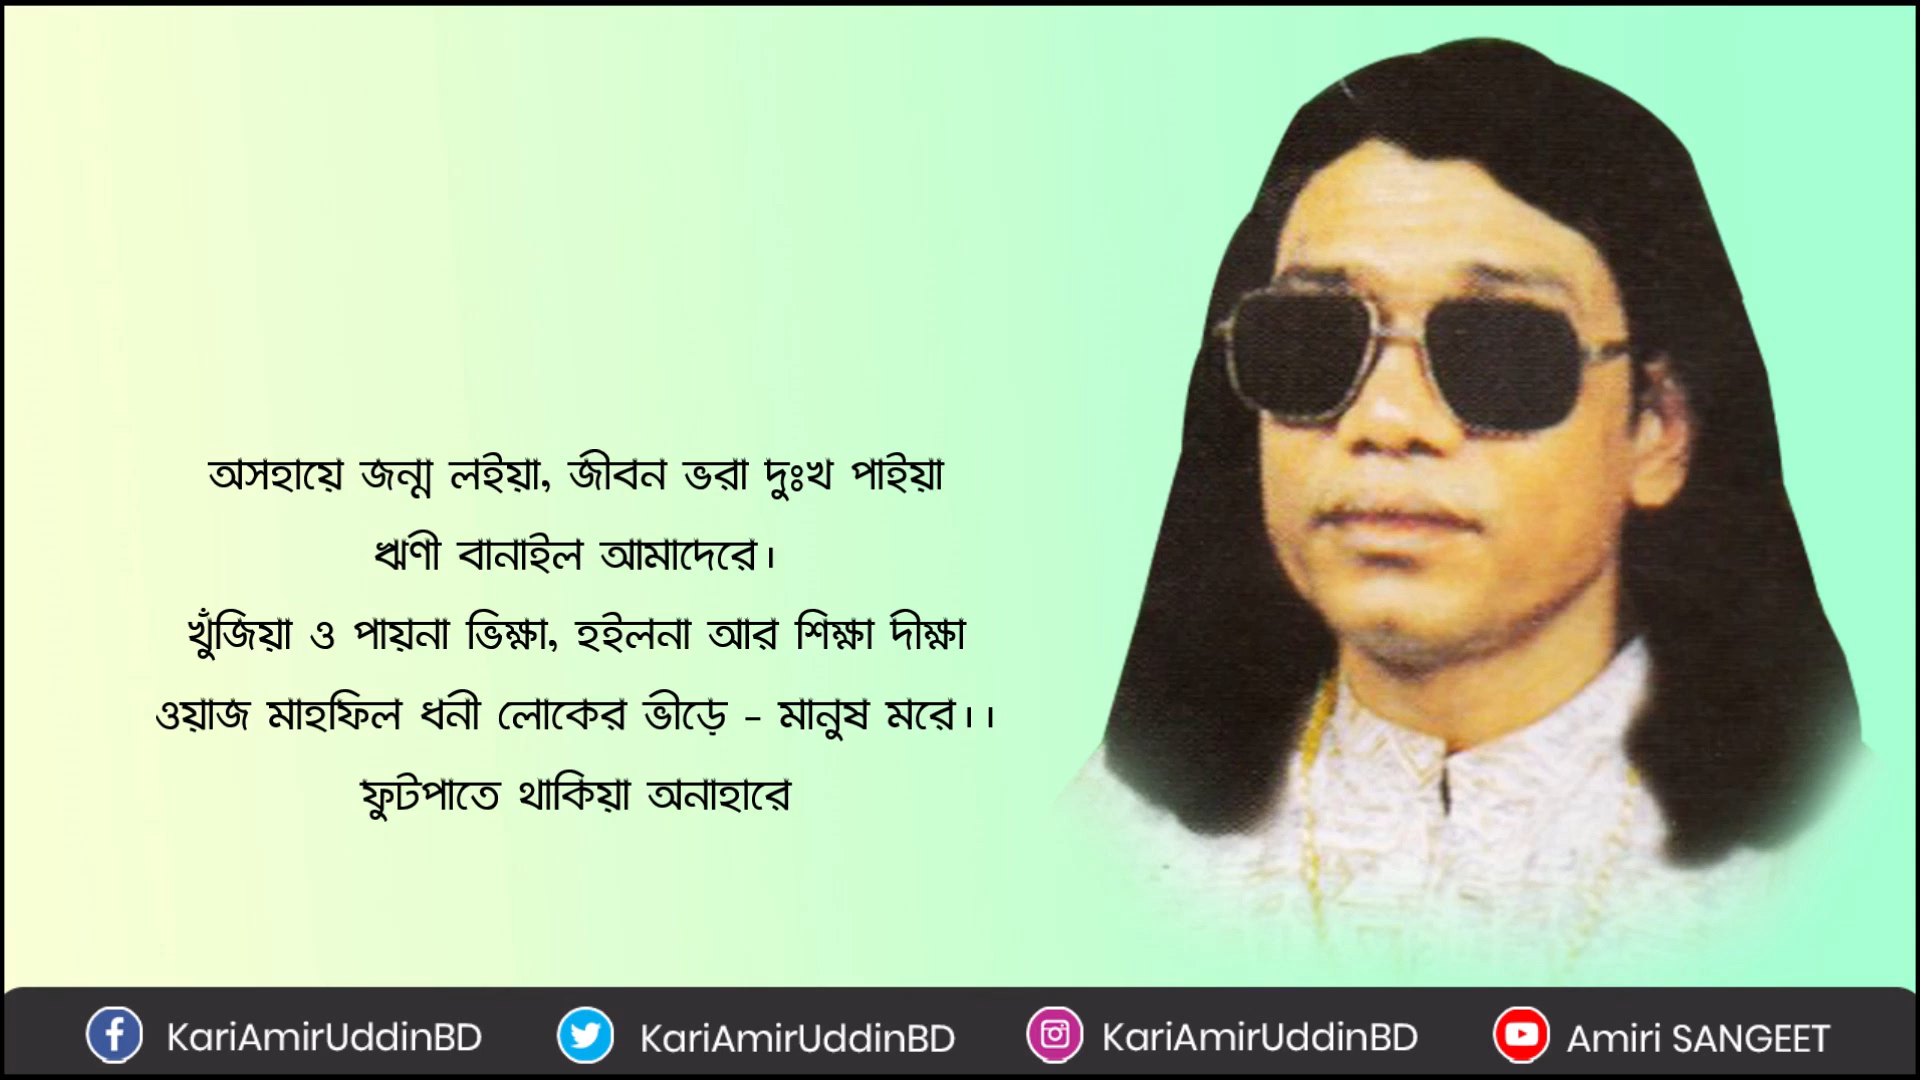 অসহায়ে জন্ম লইয়া, জীবন ভরা দুঃখ পাইয়া
ঋণী বানাইল আমাদেরে।
খুঁজিয়া ও পায়না ভিক্ষা, হইলনা আর শিক্ষা দীক্ষা
ওয়াজ মাহফিল ধনী লোকের ভীড়ে - মানুষ মরে।।
ফুটপাতে থাকিয়া অনাহারে
KariAmirUddinBD KariAmirUddinBD KariAmirUddinBD Amiri SANGEET